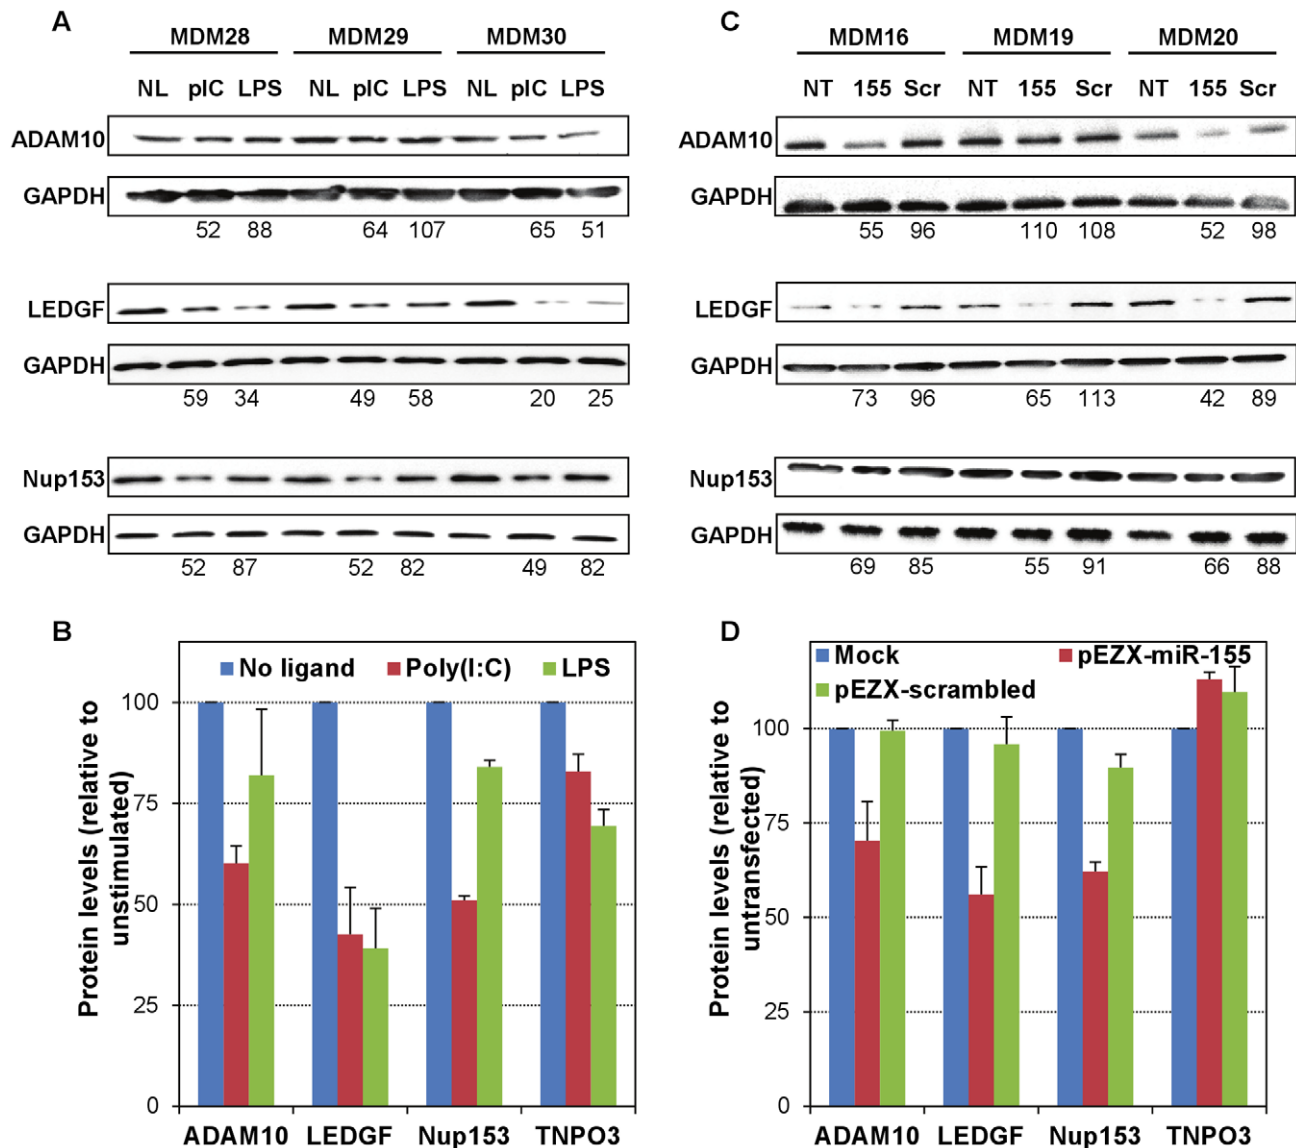 A
MDM28 MDM29 MDM30
NL pIC LPS NL pIC LPS NL pIC LPS
ADAM10
GAPDH
52 88 64 107 65 51
LEDGF
GAPDH
59 34 49 58 20 25
Nup153
GAPDH
52 87 52 82 49 82
C
MDM16 MDM19 MDM20
NT 155 Scr NT 155 Scr NT 155 Scr
ADAM10
GAPDH
55 96 110 108 52 98
LEDGF
GAPDH
73 96 65 113 42 89
Nup153
GAPDH
69 85 55 91 66 88
B
No ligand Poly(I:C) LPS
Protein levels (relative to
unstimulated)
100
75
50
25
0
ADAM10 LEDGF Nup153 TNPO3
D
Mock pEZX-miR-155
pEZX-scrambled
Protein levels (relative to
untransfected)
100
75
50
25
0
ADAM10 LEDGF Nup153 TNPO3